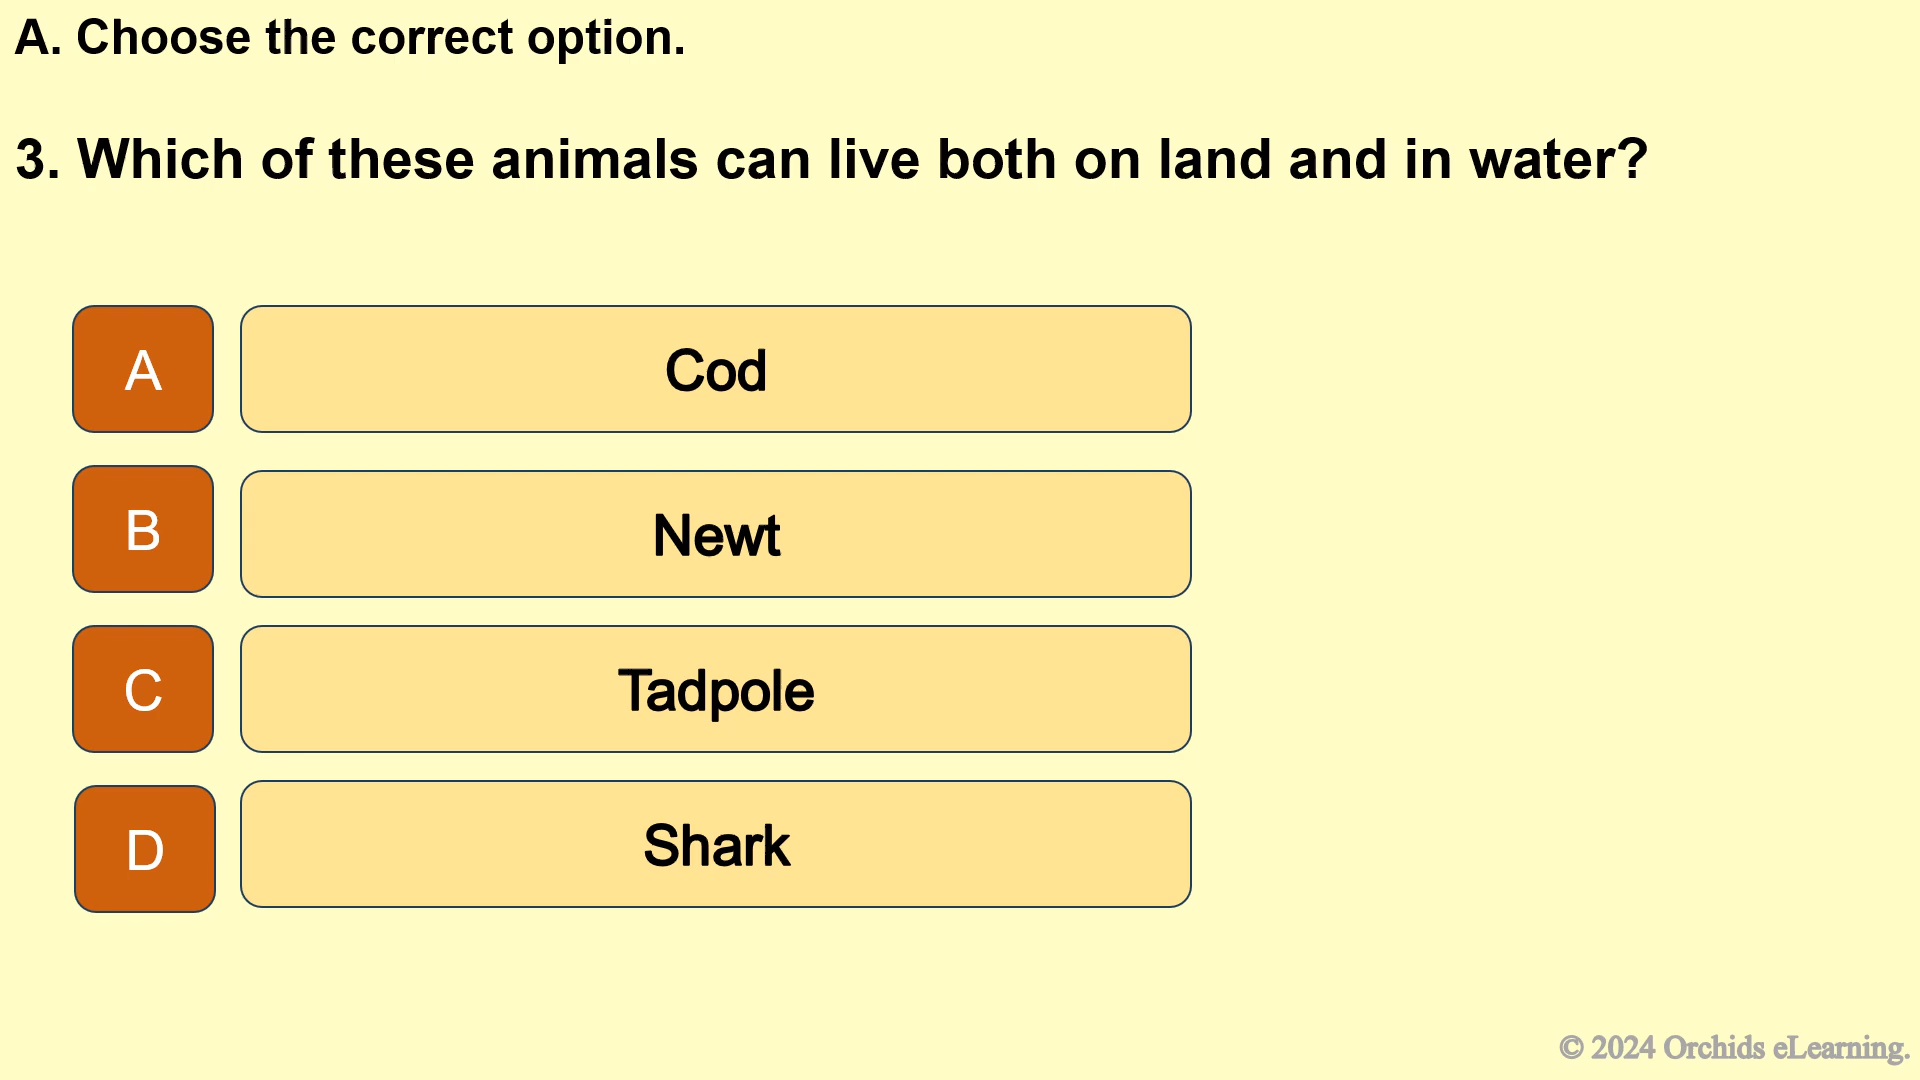 A. Choose the correct option.
3. Which of these animals can live both on land and in water?
A
Cod
B
Newt
C
Tadpole
D
Shark
© 2024 Orchids eLearning.